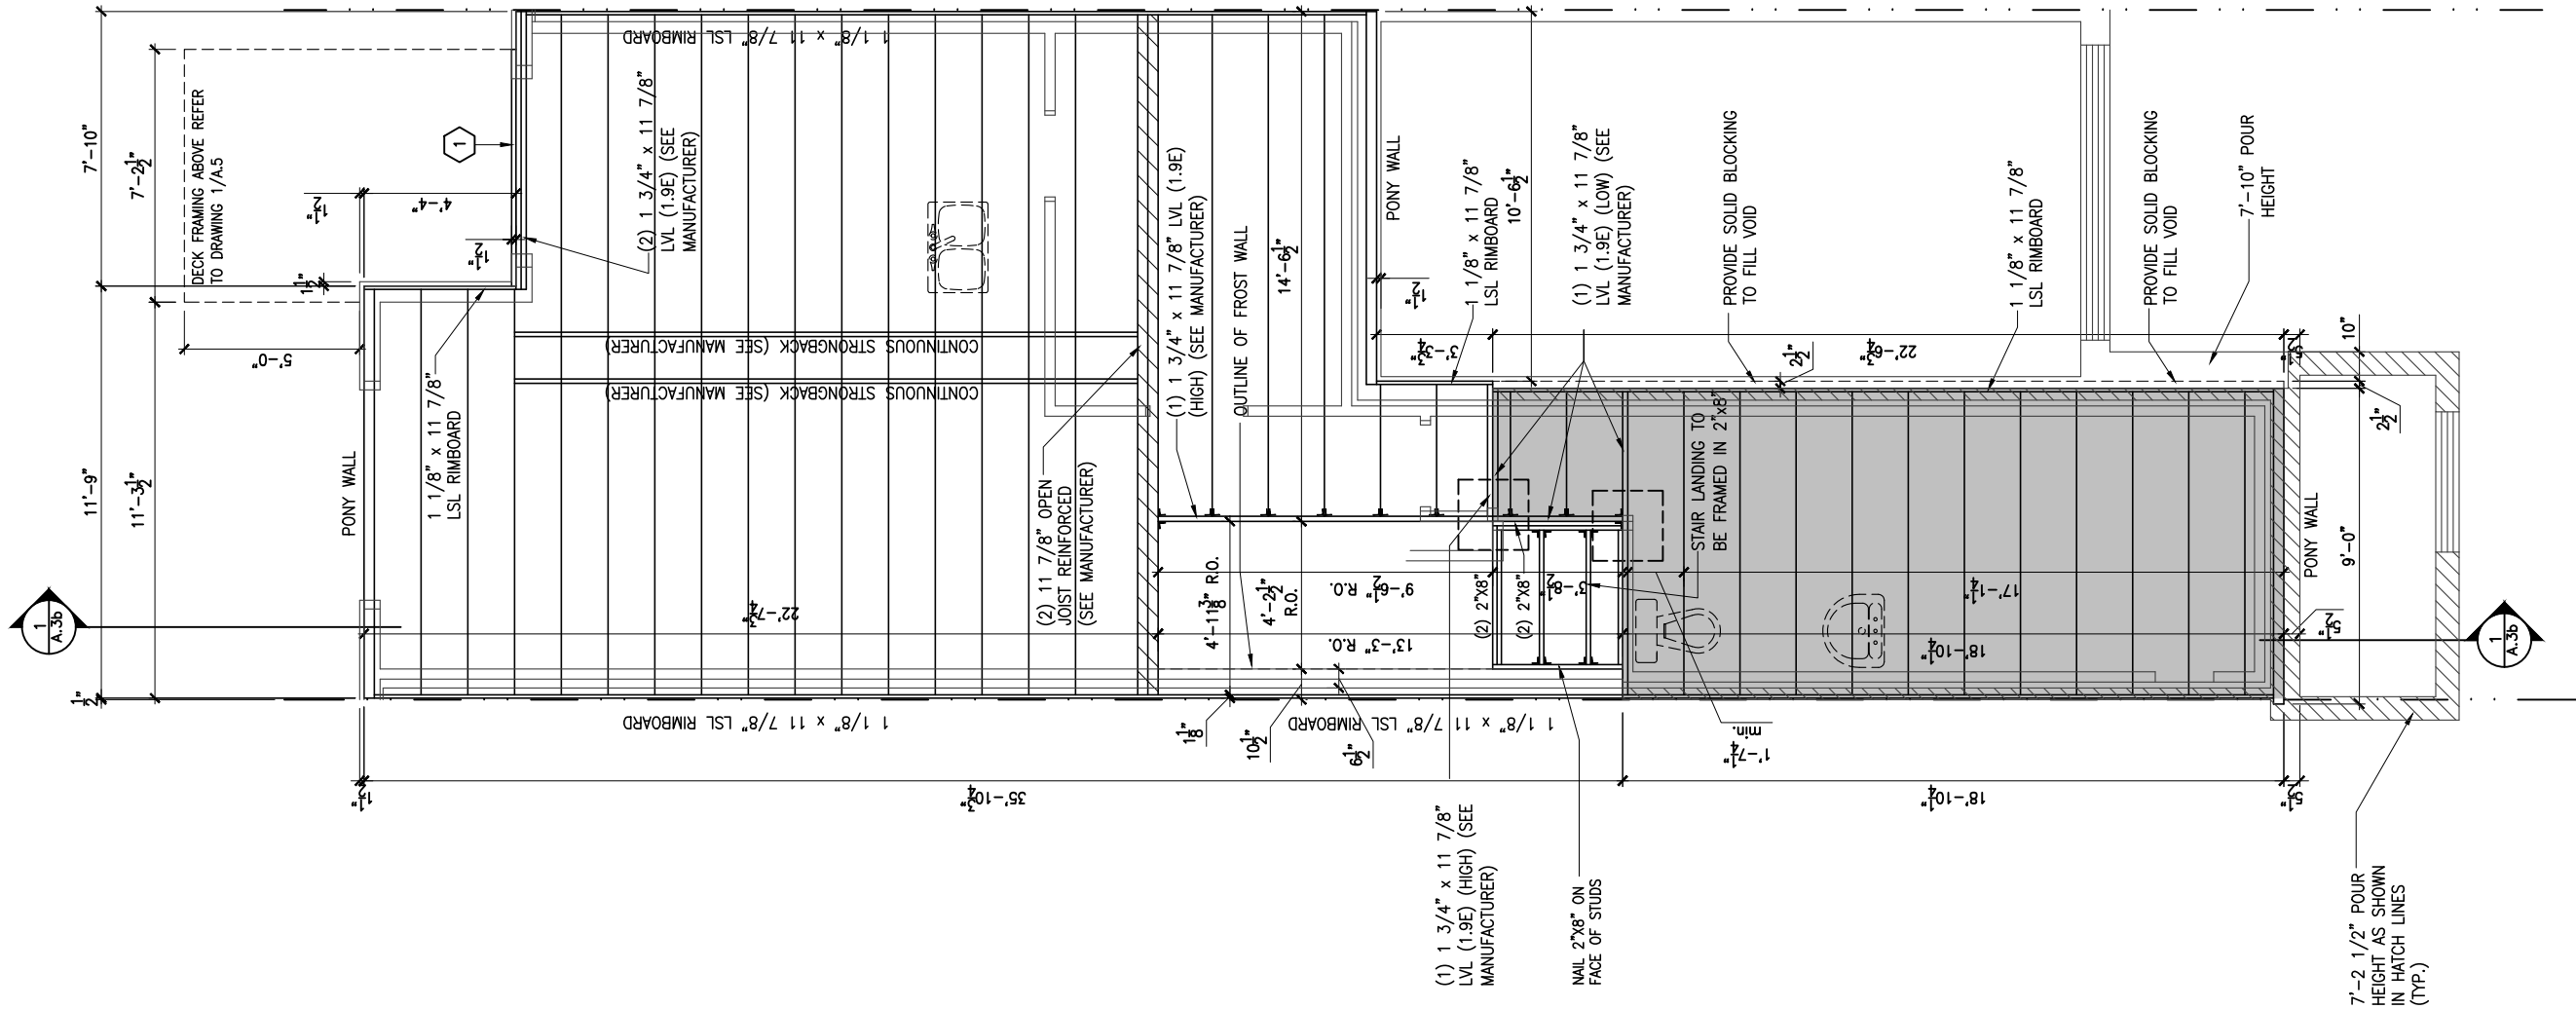 7'-10"
7'-2 1/2"
DECK FRAMING ABOVE REFER
TO DRAWING 1/A.5
1 1/2"
4'-4"
1 1/2"
1 1/2"
1
(2) 1 3/4" x 11 7/8"
LVL (1.9E) (SEE
MANUFACTURER)
1 1/8" x 11 7/8" LSL RIMBOARD
5'-0"
11'-9"
11'-3 1/2"
1/2"
PONY WALL
1 1/8" x 11 7/8"
LSL RIMBOARD
CONTINUOUS STRONGBACK (SEE MANUFACTURER)
CONTINUOUS STRONGBACK (SEE MANUFACTURER)
22'-7 3/4"
(2) 11 7/8" OPEN
JOIST REINFORCED
(SEE MANUFACTURER)
1 1/8" x 11 7/8" LSL RIMBOARD
1
A.3b
(1) 1 3/4" x 11 7/8" LVL (1.9E)
(HIGH) (SEE MANUFACTURER)
OUTLINE OF FROST WALL
14'-6 1/2"
4'-11 3/8" R.O.
4'-2 1/2"
R.O.
9'-6 1/2" R.O.
13'-3" R.O.
1 1/8"
10 1/2"
6 1/2"
1 1/8" x 11 7/8" LSL RIMBOARD
PONY WALL
1 1/2"
3'-3 3/4"
1 1/8" x 11 7/8"
LSL RIMBOARD
10'-6 1/2"
(1) 1 3/4" x 11 7/8"
LVL (1.9E) (LOW) (SEE
MANUFACTURER)
PROVIDE SOLID BLOCKING
TO FILL VOID
2 1/2"
22'-6 3/4"
1 1/8" x 11 7/8"
LSL RIMBOARD
PROVIDE SOLID BLOCKING
TO FILL VOID
7'-10" POUR
HEIGHT
10"
5 1/2"
2 1/2"
(2) 2"X8"
(2) 2"X8"
3'-8 1/2"
STAIR LANDING TO
BE FRAMED IN 2"x8"
17'-1 1/4"
18'-10 1/4"
PONY WALL
9'-0"
5 1/2"
1
A.3b
1'-7 1/4"
min.
1 1/2"
35'-10 3/4"
18'-10 1/4"
5 1/2"
(1) 1 3/4" x 11 7/8"
LVL (1.9E) (HIGH) (SEE
MANUFACTURER)
NAIL 2"X8" ON
FACE OF STUDS
7'-2 1/2" POUR
HEIGHT AS SHOWN
IN HATCH LINES
(TYP.)